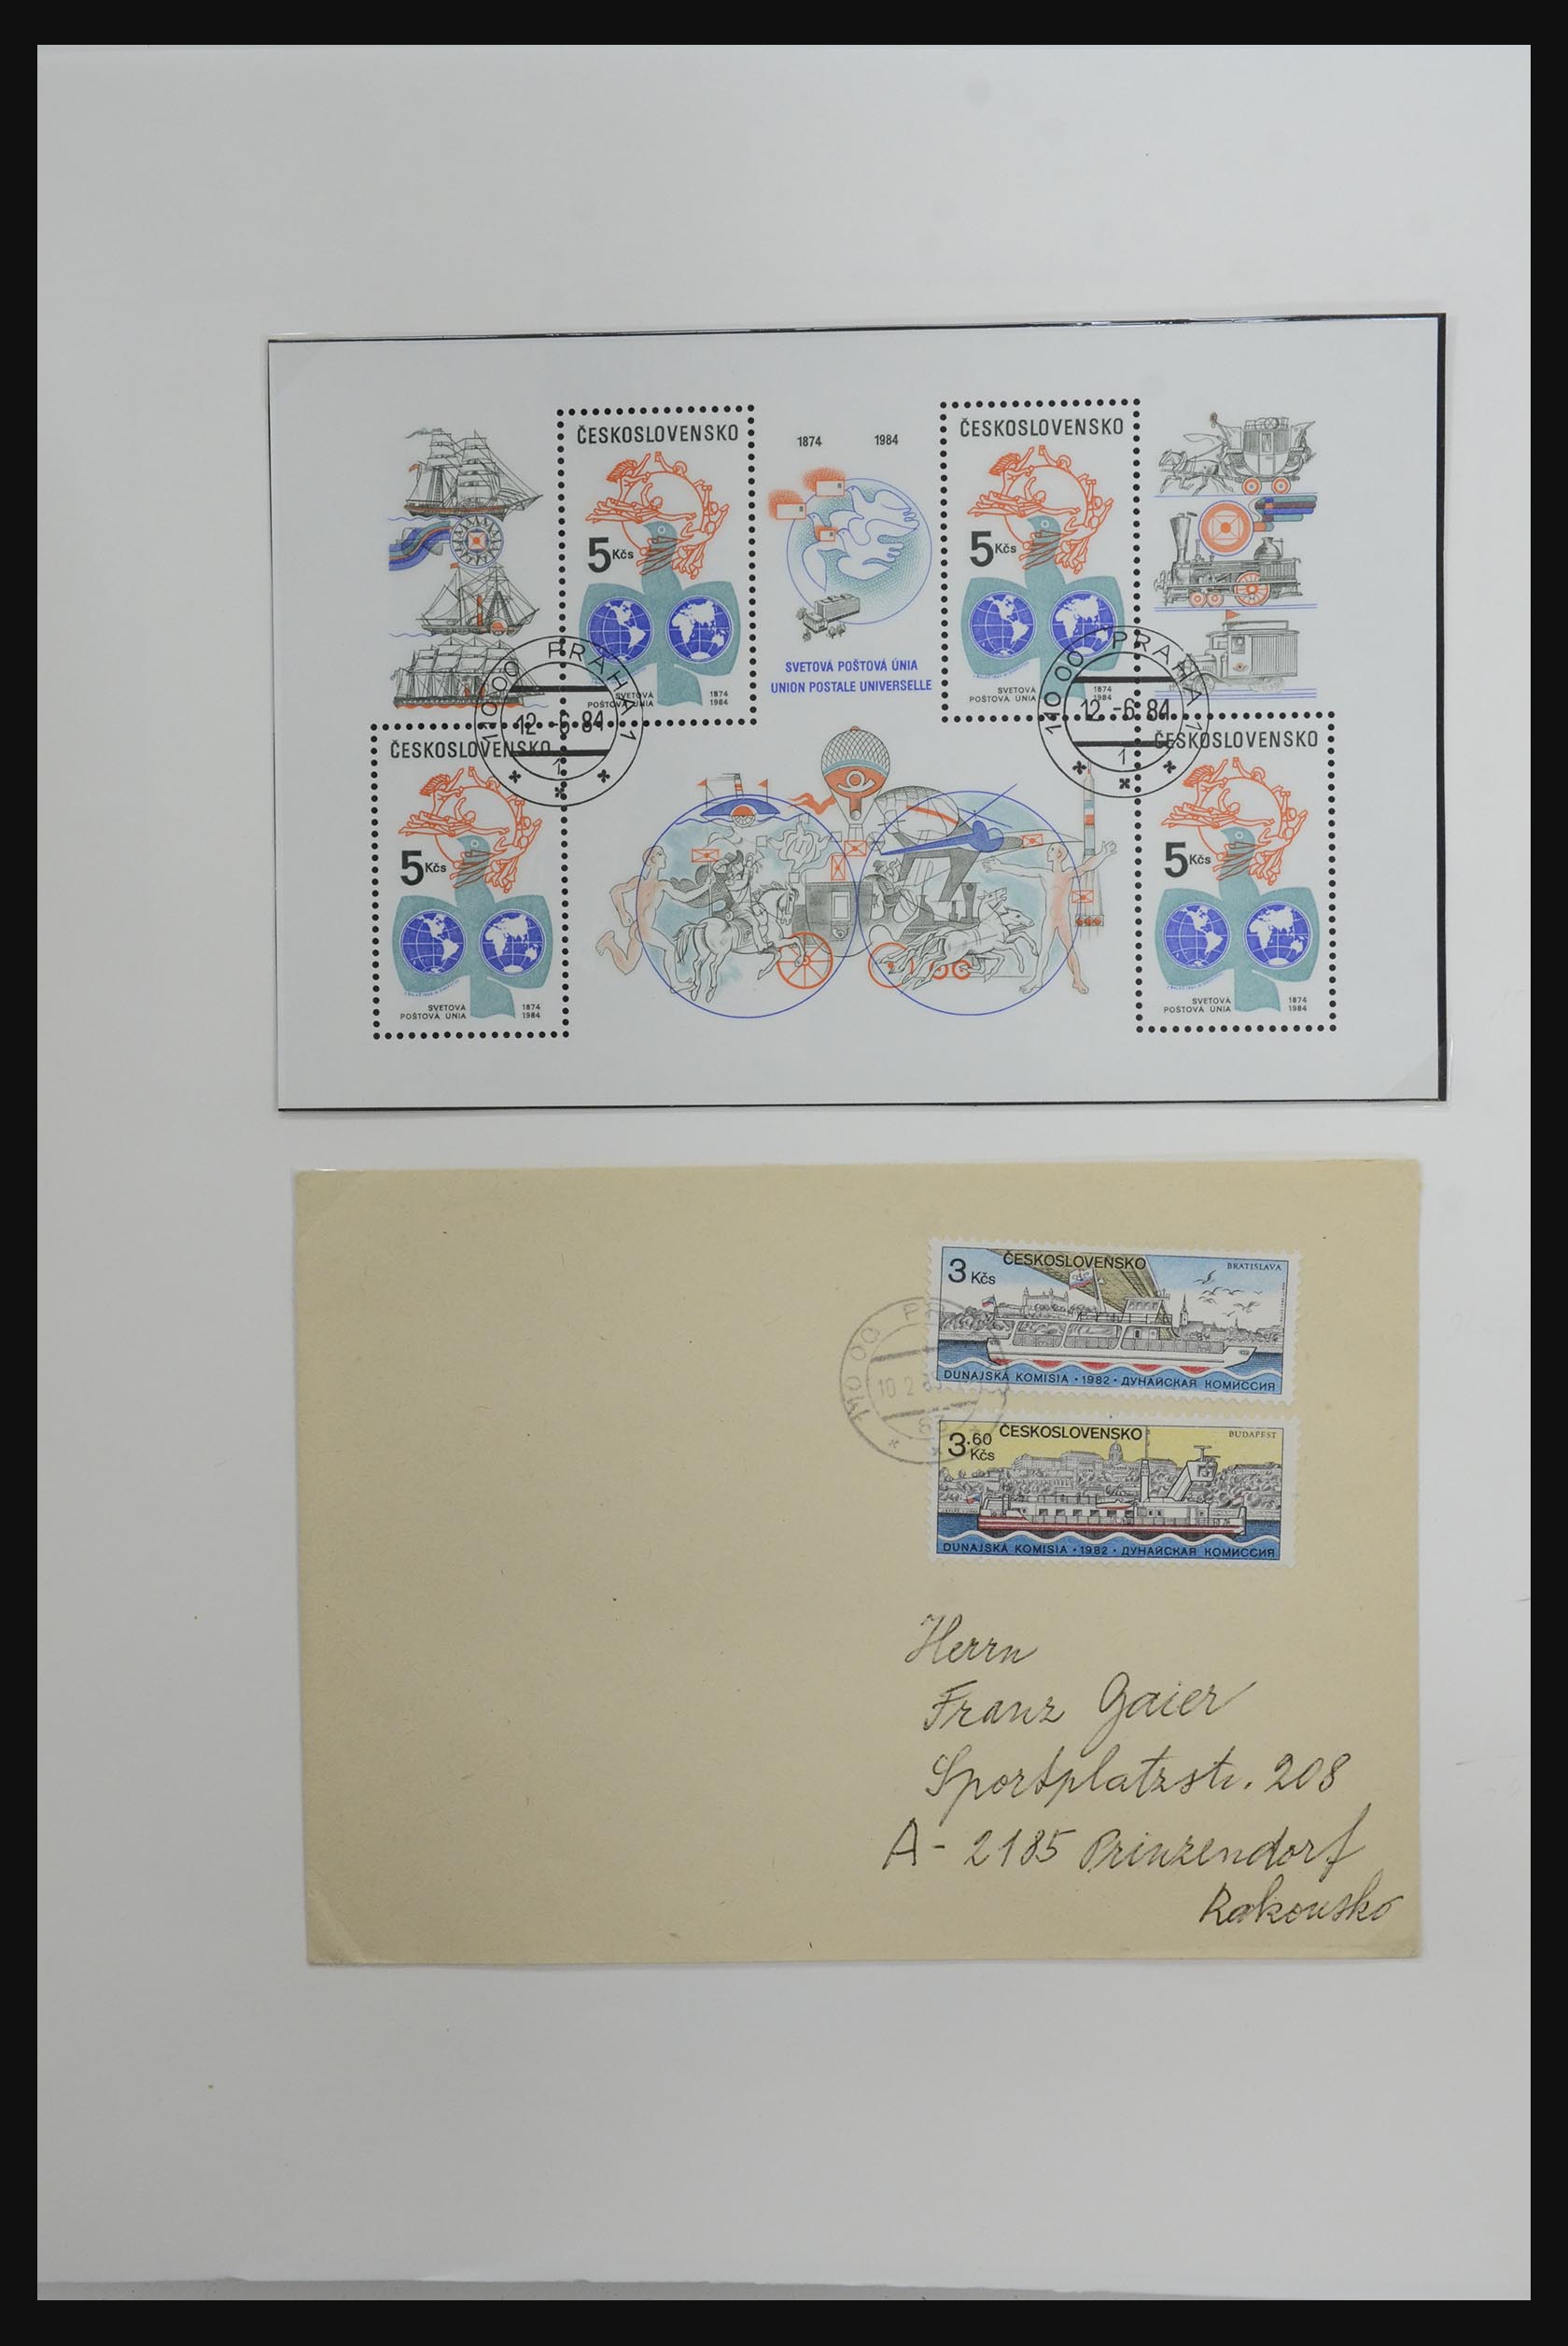 ČESKOSLOVENSKO
5 Kčs
SVETOVÁ
POŠTOVÁ ÚNIA
1874
1984
1874 1984
SVETOVÁ POŠTOVÁ ÚNIA
UNION POSTALE UNIVERSELLE
ČESKOSLOVENSKO
5 Kčs
SVETOVÁ
POŠTOVÁ ÚNIA
1874
1984
110 00 PRAHA 1
12.-6.84
1
110 00 PRAHA 1
12.-6.84
1
ČESKOSLOVENSKO
5 Kčs
SVETOVÁ
POŠTOVÁ ÚNIA
1874
1984
ČESKOSLOVENSKO
5 Kčs
SVETOVÁ
POŠTOVÁ ÚNIA
1874
1984
3 Kčs
ČESKOSLOVENSKO
BRATISLAVA
DUNAJSKÁ KOMISIA • 1982 • ДУНАЙСКАЯ КОМИССИЯ
10.2
3.60 Kčs
ČESKOSLOVENSKO
BUDAPEST
DUNAJSKÁ KOMISIA • 1982 • ДУНАЙСКАЯ КОМИССИЯ
Herrn
Franz Gaier
Sportplatzstr. 208
A - 2185 Prinzendorf
Rakousko